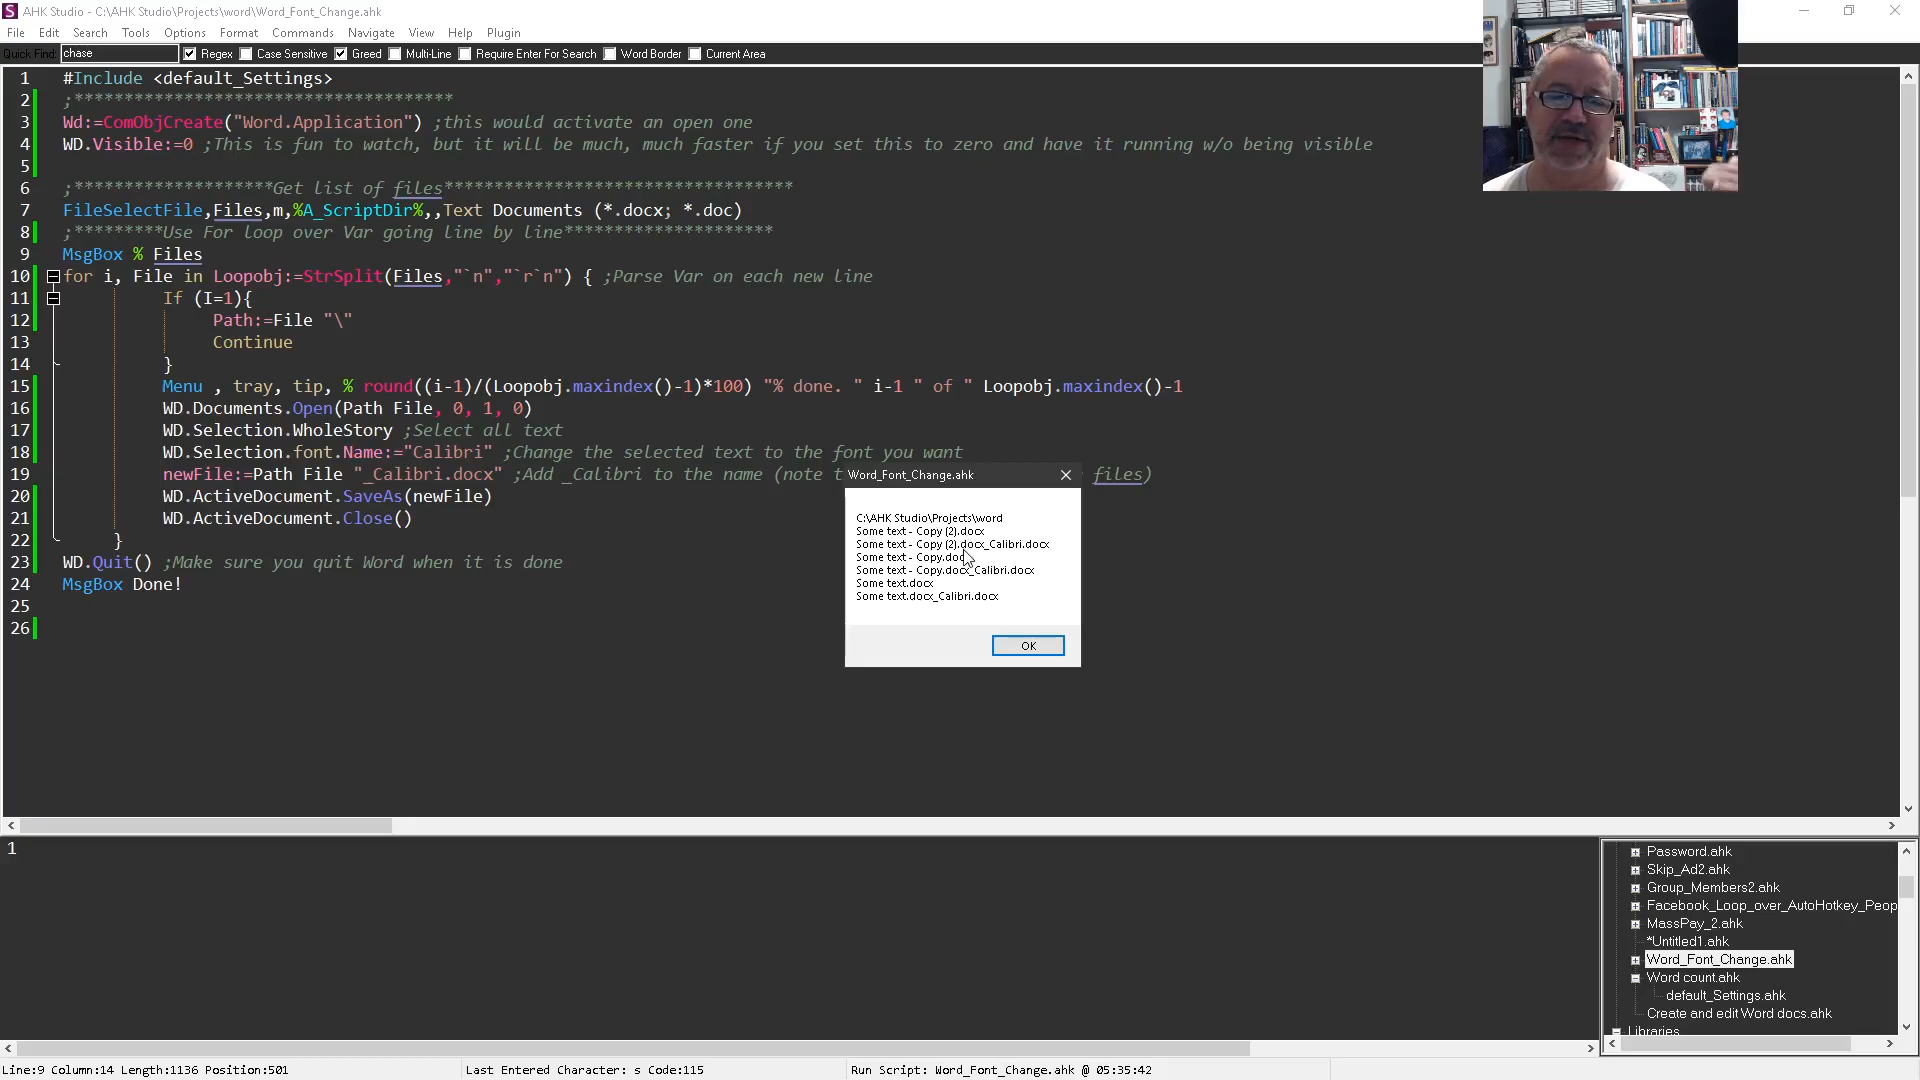 AHK Studio - C:\AHK Studio\Projects\word\Word_Font_Change.ahk
File Edit Search Tools Options Format Commands Navigate View Help Plugin
Quick Find: chase Regex Case Sensitive Greed Multi-Line Require Enter For Search Word Border Current Area
1 #Include <default_Settings>
2 ;**************************************
3 Wd:=ComObjCreate("Word.Application") ;this would activate an open one
4 WD.Visible:=0 ;This is fun to watch, but it will be much, much faster if you set this to zero and have it running w/o being visible
5
6 ;********************Get list of files***********************************
7 FileSelectFile,Files,m,%A_ScriptDir%,,Text Documents (*.docx; *.doc)
8 ;*********Use For loop over Var going line by line*********************
9 MsgBox % Files
10 for i, File in Loopobj:=StrSplit(Files,"`n","`r`n") { ;Parse Var on each new line
11 If (I=1){
12 Path:=File "\"
13 Continue
14 }
15 Menu , tray, tip, % round((i-1)/(Loopobj.maxindex()-1)*100) "% done. " i-1 " of " Loopobj.maxindex()-1
16 WD.Documents.Open(Path File, 0, 1, 0)
17 WD.Selection.WholeStory ;Select all text
18 WD.Selection.font.Name:="Calibri" ;Change the selected text to the font you want
19 newFile:=Path File "_Calibri.docx" ;Add _Calibri to the name (note t files)
20 WD.ActiveDocument.SaveAs(newFile)
21 WD.ActiveDocument.Close()
22 }
23 WD.Quit() ;Make sure you quit Word when it is done
24 MsgBox Done!
25
26
Word_Font_Change.ahk
C:\AHK Studio\Projects\word
Some text - Copy (2).docx
Some text - Copy (2).docx_Calibri.docx
Some text - Copy.docx
Some text - Copy.docx_Calibri.docx
Some text.docx
Some text.docx_Calibri.docx
OK
1
Password.ahk
Skip_Ad2.ahk
Group_Members2.ahk
Facebook_Loop_over_AutoHotkey_Peop
MassPay_2.ahk
*Untitled1.ahk
Word_Font_Change.ahk
Word count.ahk
default_Settings.ahk
Create and edit Word docs.ahk
Libraries
Line:9 Column:14 Length:1136 Position:501 Last Entered Character: s Code:115 Run Script: Word_Font_Change.ahk @ 05:35:42